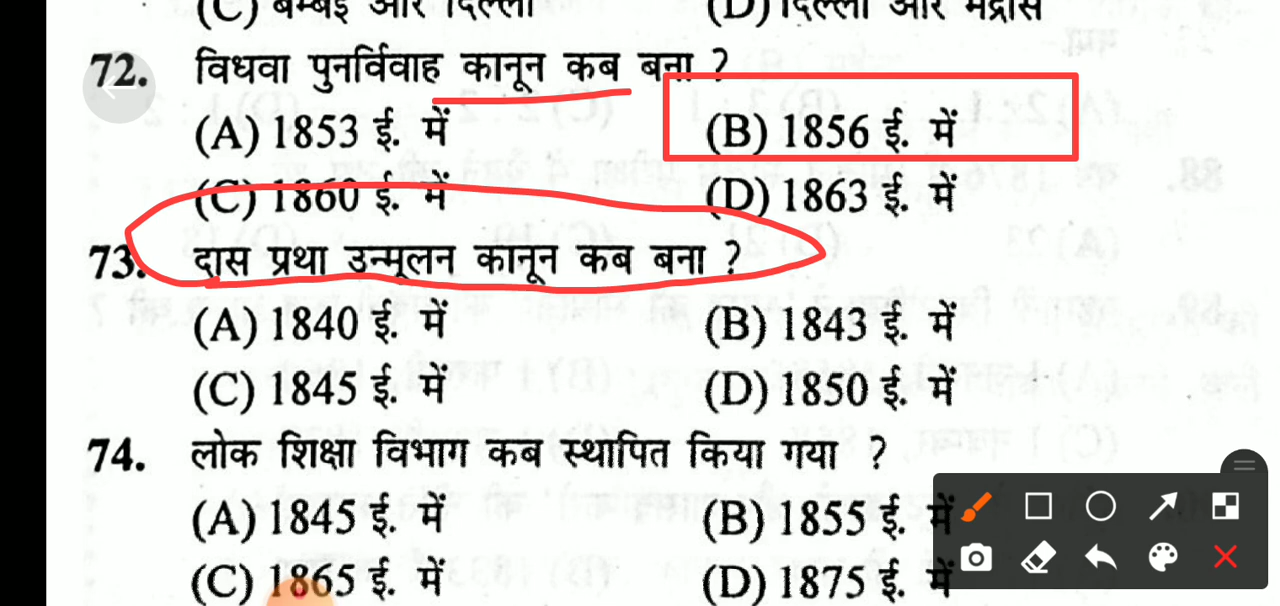 (C) बम्बई और दिल्ली (D) दिल्ली और मद्रास
72. विधवा पुनर्विवाह कानून कब बना ?
(A) 1853 ई. में (B) 1856 ई. में
(C) 1860 ई. में (D) 1863 ई. में
73. दास प्रथा उन्मूलन कानून कब बना ?
(A) 1840 ई. में (B) 1843 ई. में
(C) 1845 ई. में (D) 1850 ई. में
74. लोक शिक्षा विभाग कब स्थापित किया गया ?
(A) 1845 ई. में (B) 1855 ई. में
(C) 1865 ई. में (D) 1875 ई. में